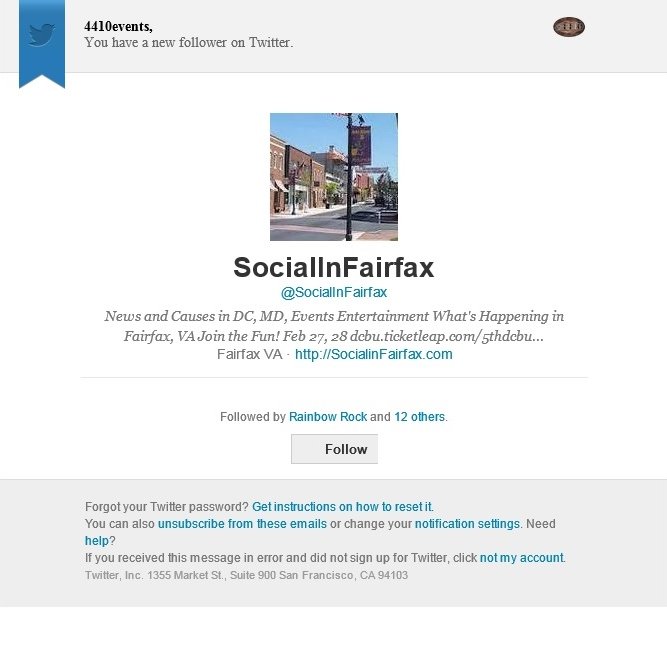 4410events,
You have a new follower on Twitter.
SocialInFairfax
@SocialInFairfax
News and Causes in DC, MD, Events Entertainment What's Happening in
Fairfax, VA Join the Fun! Feb 27, 28 dcbu.ticketleap.com/5thdcbu...
Fairfax VA · http://SocialinFairfax.com
Followed by Rainbow Rock and 12 others.
Follow
Forgot your Twitter password? Get instructions on how to reset it.
You can also unsubscribe from these emails or change your notification settings. Need
help?
If you received this message in error and did not sign up for Twitter, click not my account.
Twitter, Inc. 1355 Market St., Suite 900 San Francisco, CA 94103